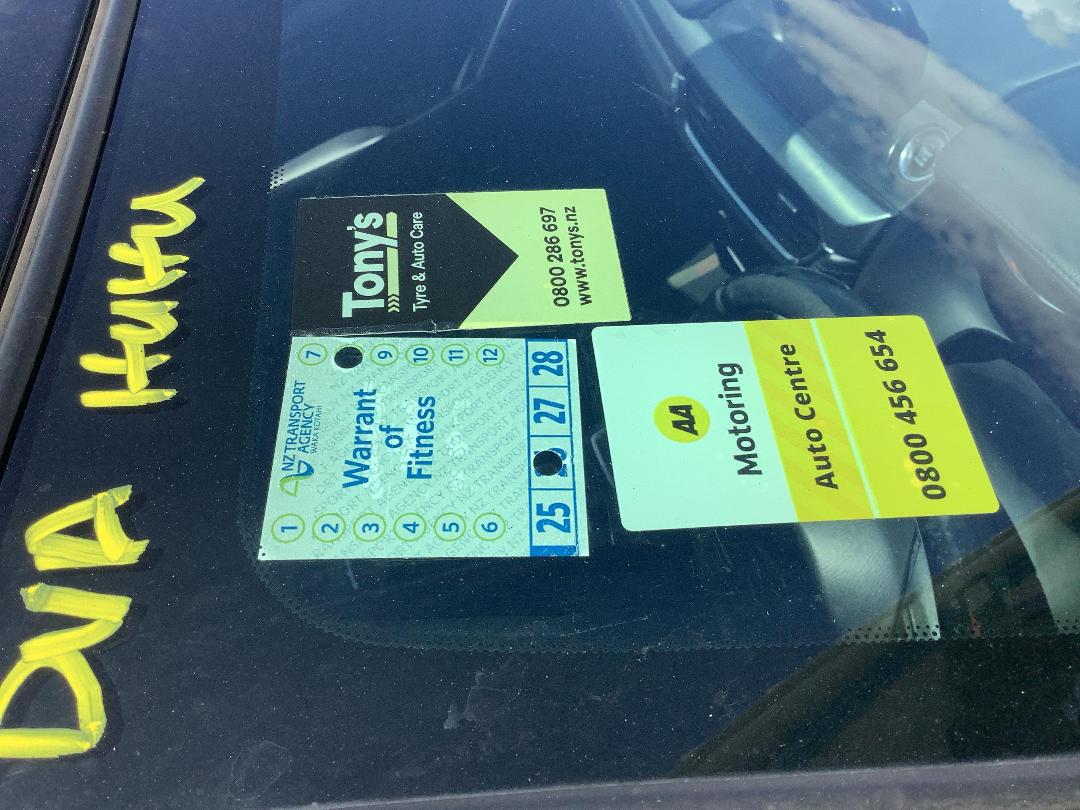 DVA HUHU
Tony's
Tyre & Auto Care
0800 286 697
www.tonys.nz
NZ TRANSPORT
AGENCY
WAKA KOTAHI
Warrant
of
Fitness
1 7
2
3 9
4 10
5 11
6 12
25 27 28
AA
Motoring
Auto Centre
0800 456 654